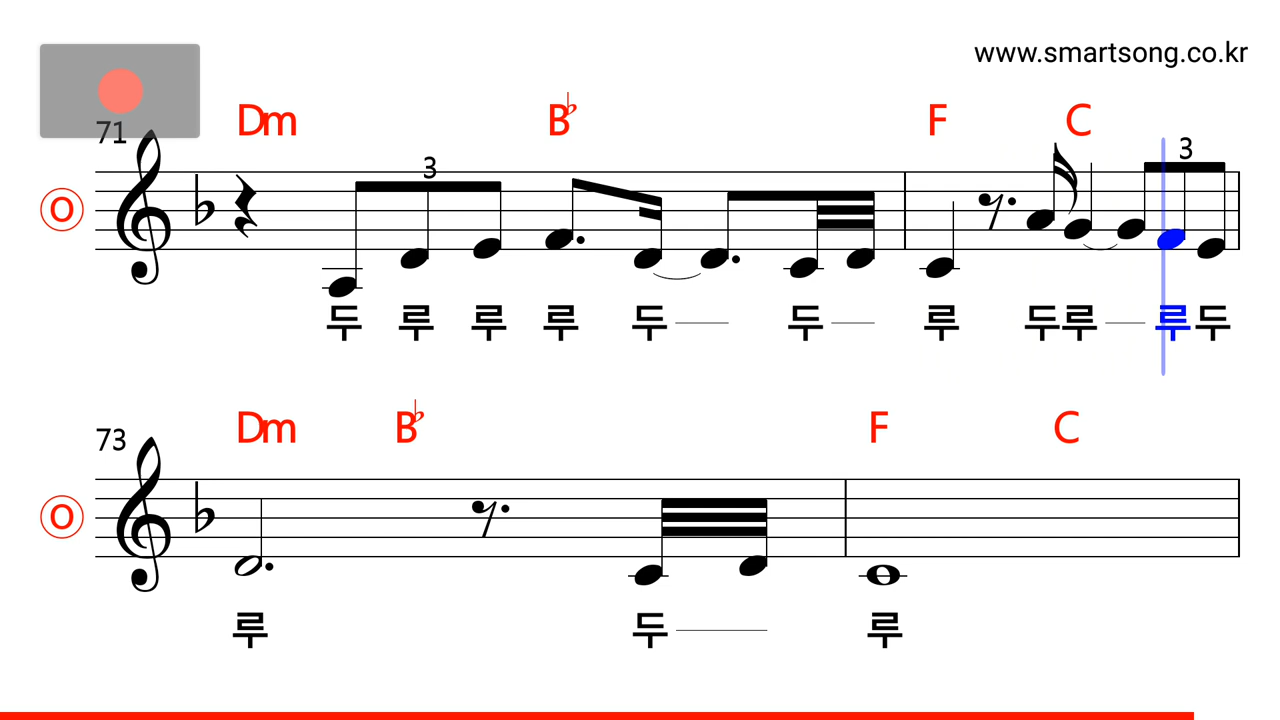 www.smartsong.co.kr
71 Dm B♭ F C
3 3
O
두 루 루 루 두 두 루 두루 루두
73 Dm B♭ F C
O
루 두 루